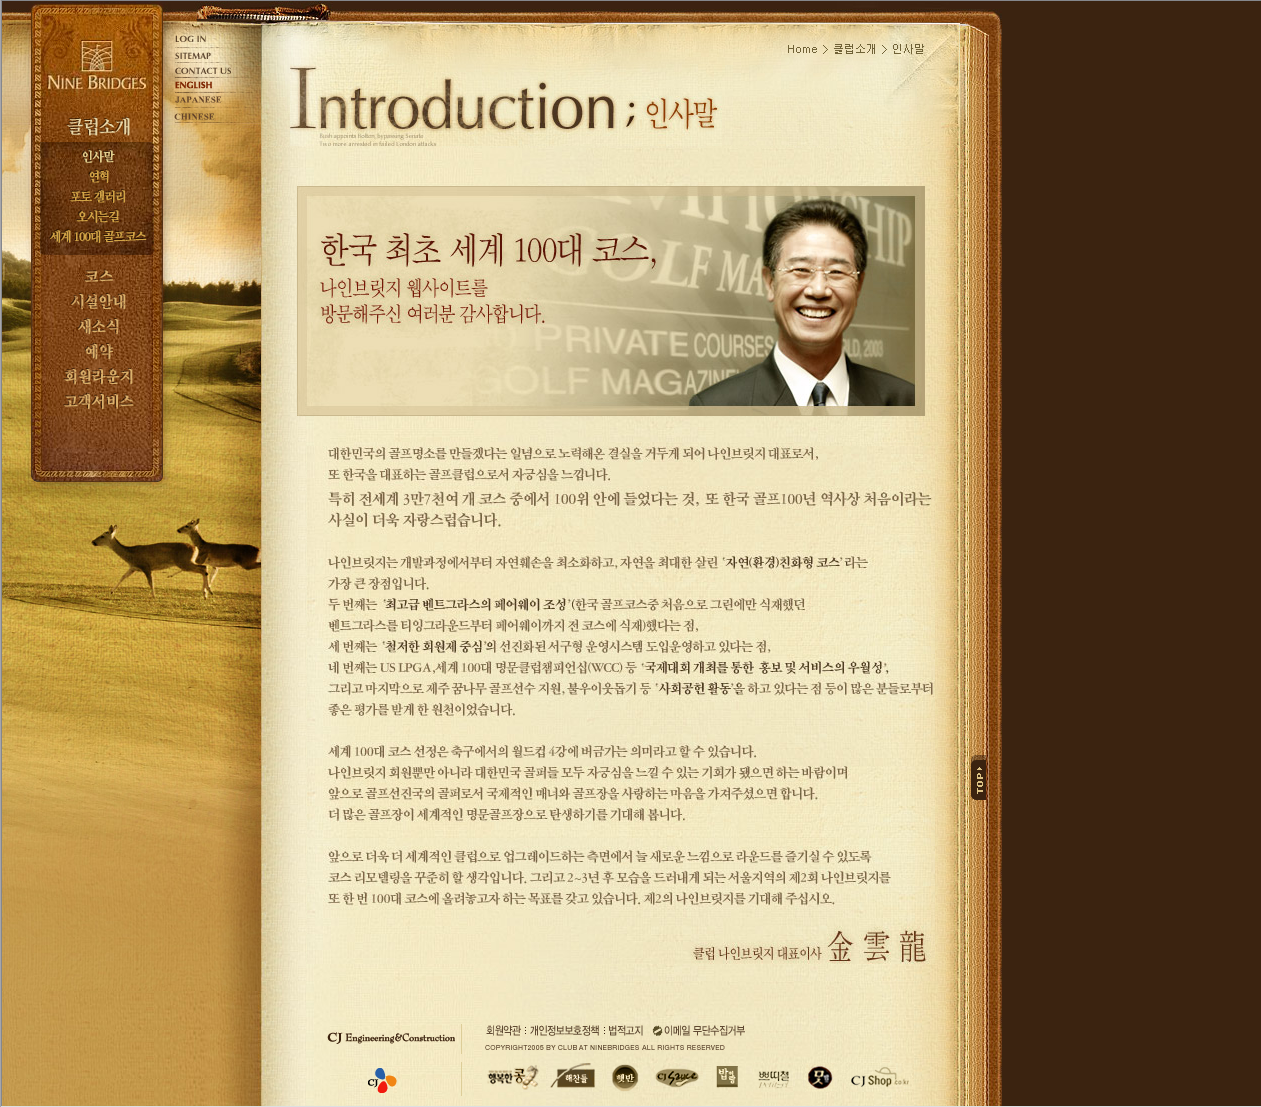 NINE BRIDGES
클럽소개
인사말
연혁
포토 갤러리
오시는길
세계 100대 골프코스
코스
시설안내
새소식
예약
회원라운지
고객서비스
LOG IN
SITEMAP
CONTACT US
ENGLISH
JAPANESE
CHINESE
Home > 클럽소개 > 인사말
Introduction ; 인사말
Bush appoints Bolton, bypassing Senate
Two more arrested in failed London attacks
한국 최초 세계 100대 코스,
나인브릿지 웹사이트를
방문해주신 여러분 감사합니다.
GOLF MAG
PRIVATE COURSES
WORLD, 2003
GOLF MAGAZINE
대한민국의 골프명소를 만들겠다는 일념으로 노력해온 결실을 거두게 되어 나인브릿지 대표로서,
또 한국을 대표하는 골프클럽으로서 자긍심을 느낍니다.
특히 전세계 3만7천여 개 코스 중에서 100위 안에 들었다는 것, 또 한국 골프100년 역사상 처음이라는
사실이 더욱 자랑스럽습니다.
나인브릿지는 개발과정에서부터 자연훼손을 최소화하고, 자연을 최대한 살린 '자연(환경)친화형 코스'라는
가장 큰 장점입니다.
두 번째는 '최고급 벤트그라스의 페어웨이 조성'(한국 골프코스중 처음으로 그린에만 식재했던
벤트그라스를 티잉그라운드부터 페어웨이까지 전 코스에 식재)했다는 점,
세 번째는 '철저한 회원제 중심'의 선진화된 서구형 운영시스템 도입운영하고 있다는 점,
네 번째는 US LPGA,세계 100대 명문클럽챔피언십(WCC) 등 '국제대회 개최를 통한 홍보 및 서비스의 우월성',
그리고 마지막으로 제주 꿈나무 골프선수 지원, 불우이웃돕기 등 '사회공헌 활동'을 하고 있다는 점 등이 많은 분들로부터
좋은 평가를 받게 한 원천이었습니다.
세계 100대 코스 선정은 축구에서의 월드컵 4강에 버금가는 의미라고 할 수 있습니다.
나인브릿지 회원뿐만 아니라 대한민국 골퍼들 모두 자긍심을 느낄 수 있는 기회가 됐으면 하는 바람이며
앞으로 골프선진국의 골퍼로서 국제적인 매너와 골프장을 사랑하는 마음을 가져주셨으면 합니다.
더 많은 골프장이 세계적인 명문골프장으로 탄생하기를 기대해 봅니다.
앞으로 더욱 더 세계적인 클럽으로 업그레이드하는 측면에서 늘 새로운 느낌으로 라운드를 즐기실 수 있도록
코스 리모델링을 꾸준히 할 생각입니다. 그리고 2~3년 후 모습을 드러내게 되는 서울지역의 제2회 나인브릿지를
또 한 번 100대 코스에 올려놓고자 하는 목표를 갖고 있습니다. 제2의 나인브릿지를 기대해 주십시오.
클럽 나인브릿지 대표이사 金 雲 龍
TOP
CJ Engineering&Construction
회원약관 : 개인정보보호정책 : 법적고지 이메일 무단수집거부
COPYRIGHT2005 BY CLUB AT NINEBRIDGES ALL RIGHTS RESERVED
CJ
행복한 콩
해찬들
햇반
CJ Sauce
CJ Shop.co.kr